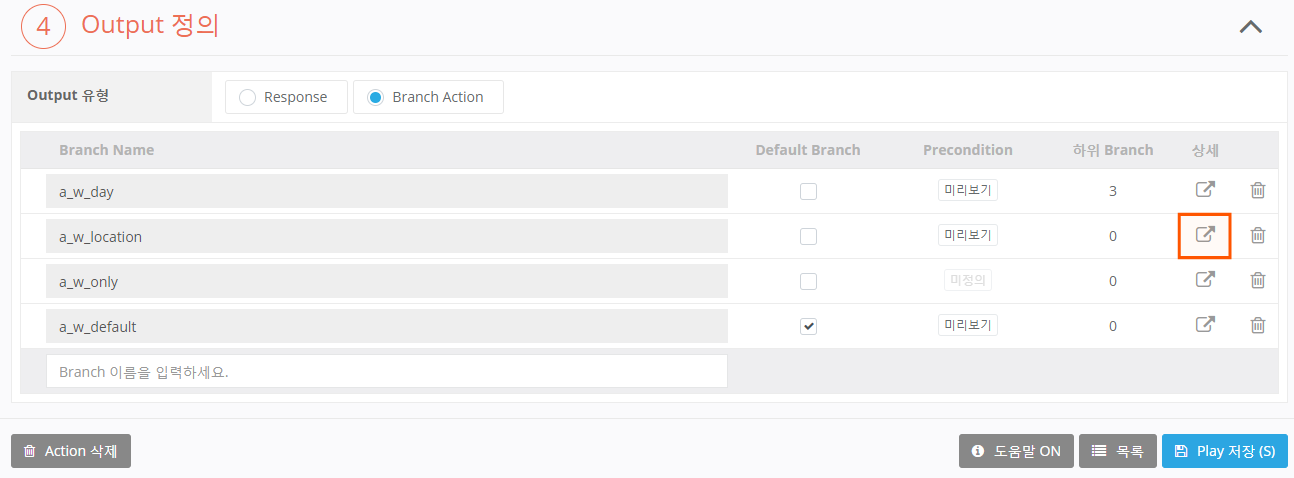 4 Output 정의
Output 유형 Response Branch Action
Branch Name Default Branch Precondition 하위 Branch 상세
a_w_day 미리보기 3
a_w_location 미리보기 0
a_w_only 미정의 0
a_w_default 미리보기 0
Branch 이름을 입력하세요.
Action 삭제 도움말 ON 목록 Play 저장 (S)